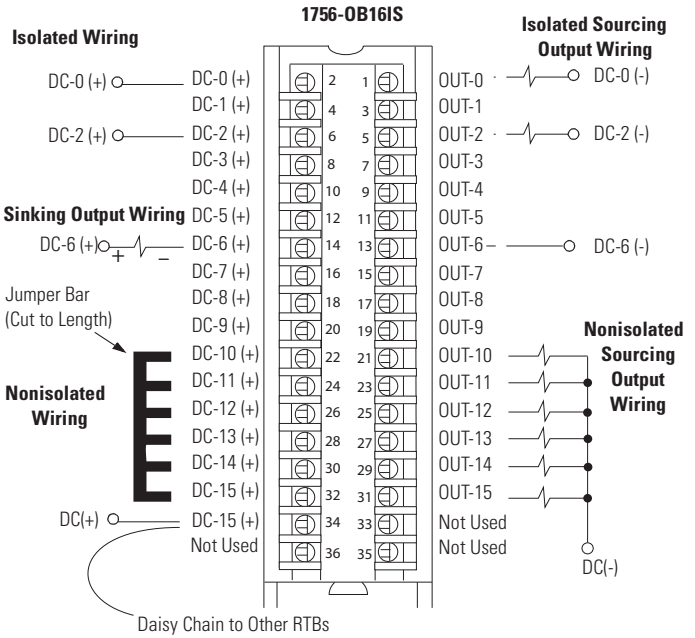 1756-OB16IS
Isolated Wiring
Isolated Sourcing
Output Wiring
DC-0 (+) DC-0 (+) 2 1 OUT-0 DC-0 (-)
DC-1 (+) 4 3 OUT-1
DC-2 (+) DC-2 (+) 6 5 OUT-2 DC-2 (-)
DC-3 (+) 8 7 OUT-3
DC-4 (+) 10 9 OUT-4
Sinking Output Wiring DC-5 (+) 12 11 OUT-5
DC-6 (+) + – DC-6 (+) 14 13 OUT-6 DC-6 (-)
DC-7 (+) 16 15 OUT-7
Jumper Bar
(Cut to Length)
DC-8 (+) 18 17 OUT-8
DC-9 (+) 20 19 OUT-9
Nonisolated
Sourcing
Output
Wiring
DC-10 (+) 22 21 OUT-10
DC-11 (+) 24 23 OUT-11
Nonisolated
Wiring
DC-12 (+) 26 25 OUT-12
DC-13 (+) 28 27 OUT-13
DC-14 (+) 30 29 OUT-14
DC-15 (+) 32 31 OUT-15
DC(+) DC-15 (+) 34 33 Not Used
Not Used 36 35 Not Used
DC(-)
Daisy Chain to Other RTBs